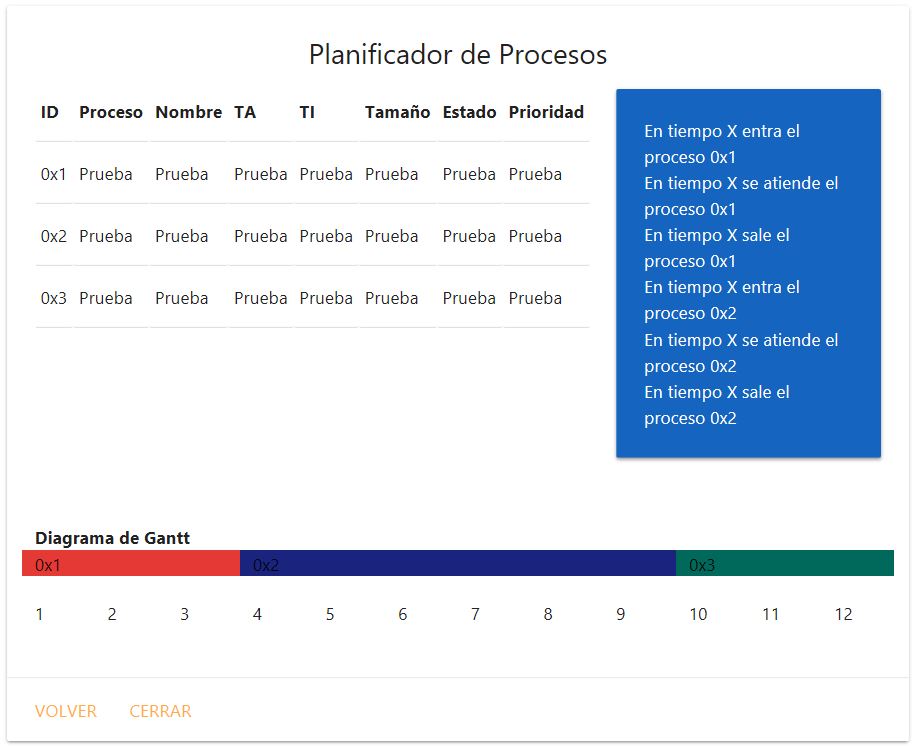 Planificador de Procesos
ID Proceso Nombre TA TI Tamaño Estado Prioridad
0x1 Prueba Prueba Prueba Prueba Prueba Prueba Prueba
0x2 Prueba Prueba Prueba Prueba Prueba Prueba Prueba
0x3 Prueba Prueba Prueba Prueba Prueba Prueba Prueba
En tiempo X entra el
proceso 0x1
En tiempo X se atiende el
proceso 0x1
En tiempo X sale el
proceso 0x1
En tiempo X entra el
proceso 0x2
En tiempo X se atiende el
proceso 0x2
En tiempo X sale el
proceso 0x2
Diagrama de Gantt
0x1 0x2 0x3
1 2 3 4 5 6 7 8 9 10 11 12
VOLVER CERRAR